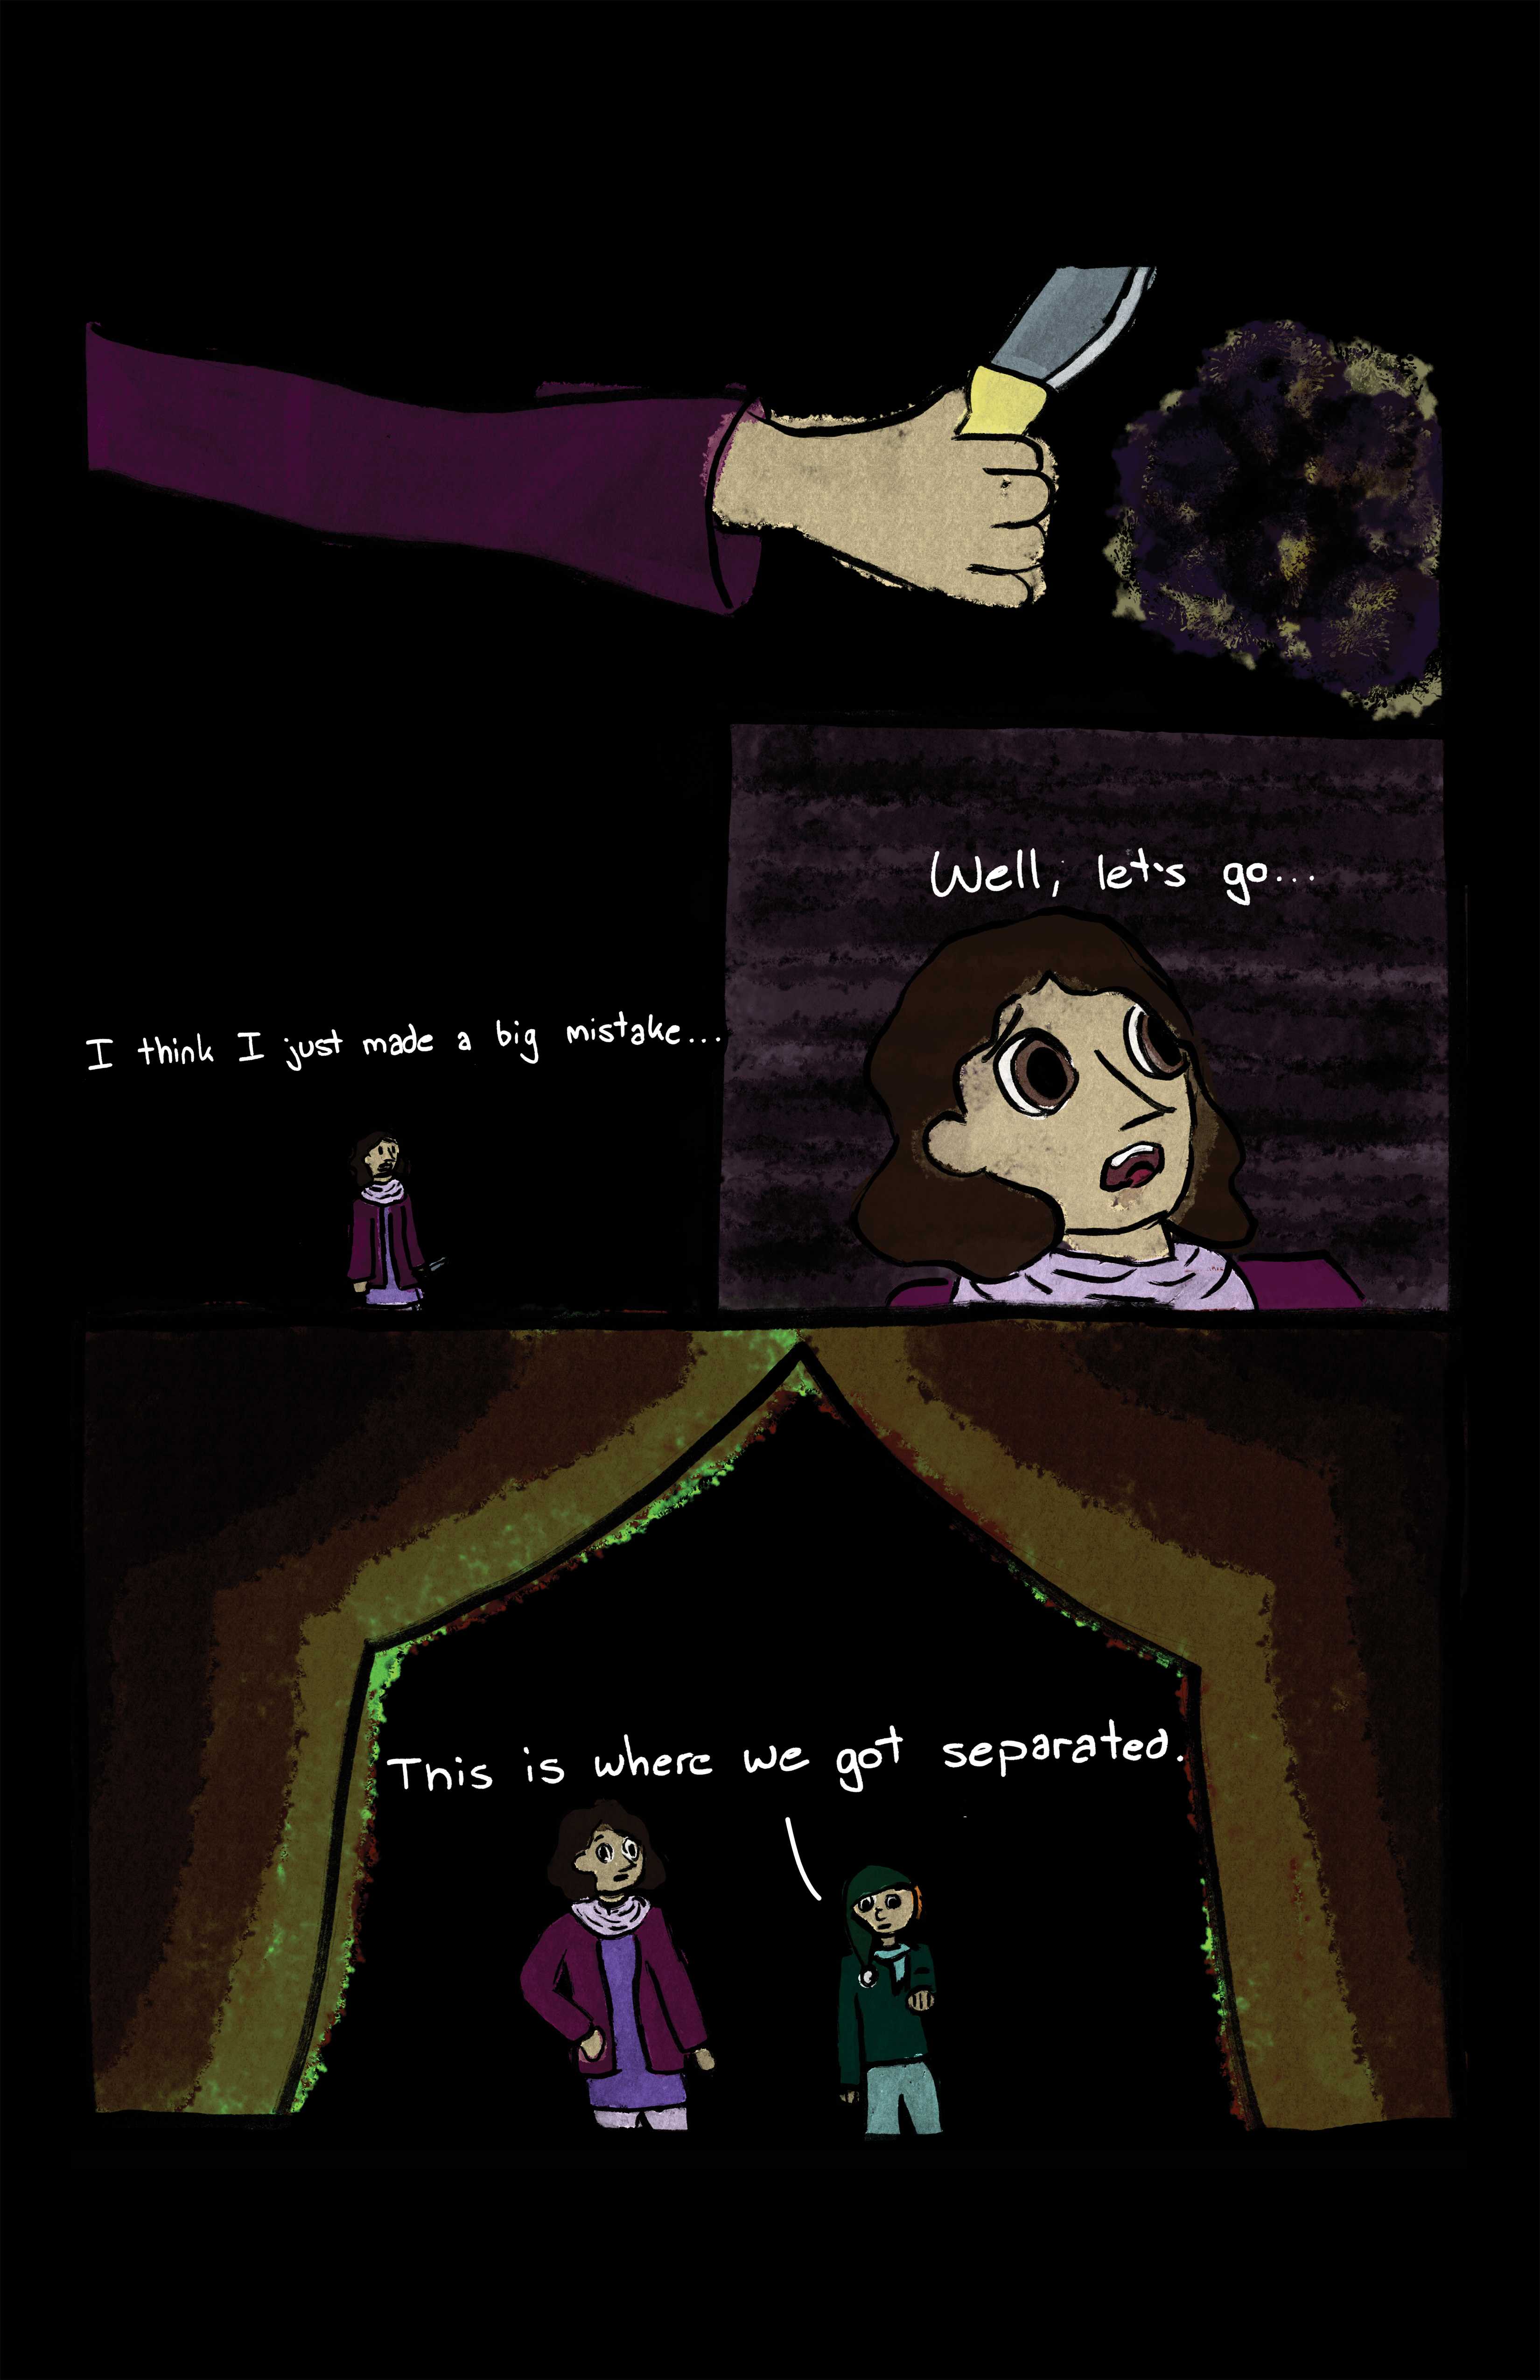 I think I just made a big mistake...
Well, let's go...
This is where we got separated.